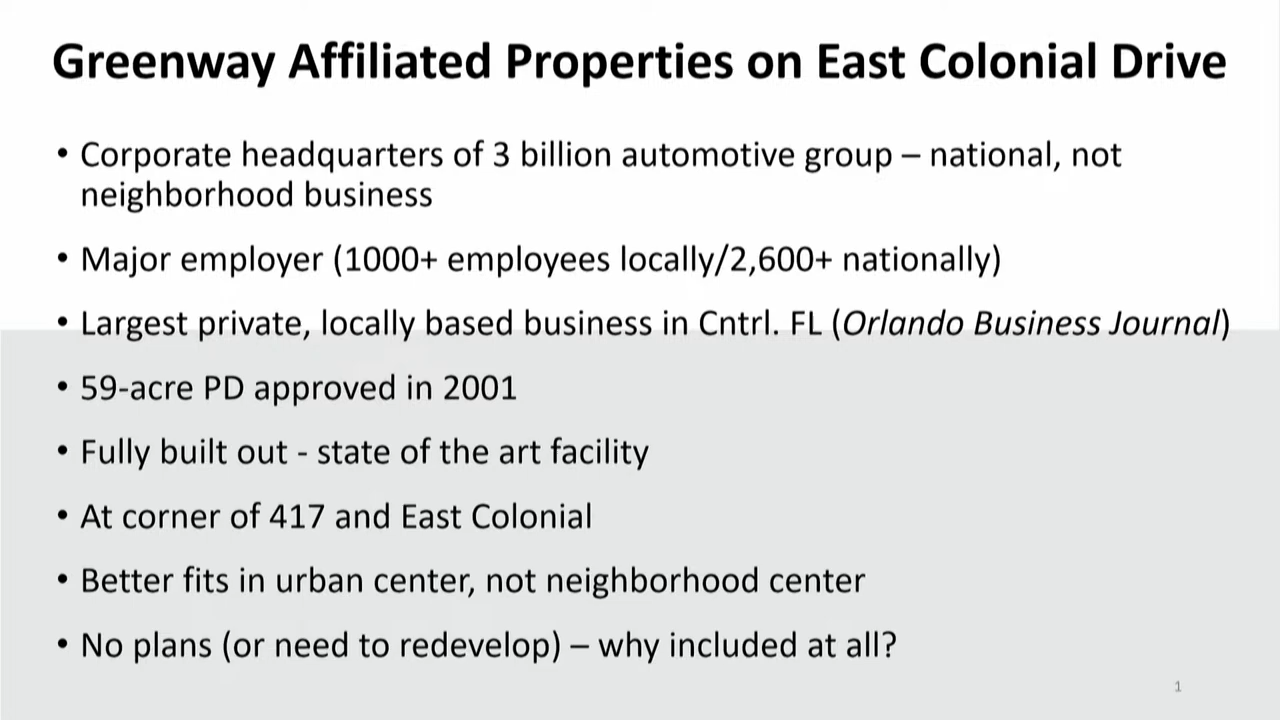 Greenway Affiliated Properties on East Colonial Drive
• Corporate headquarters of 3 billion automotive group – national, not
neighborhood business
• Major employer (1000+ employees locally/2,600+ nationally)
• Largest private, locally based business in Cntrl. FL (Orlando Business Journal)
• 59-acre PD approved in 2001
• Fully built out - state of the art facility
• At corner of 417 and East Colonial
• Better fits in urban center, not neighborhood center
• No plans (or need to redevelop) – why included at all?
1